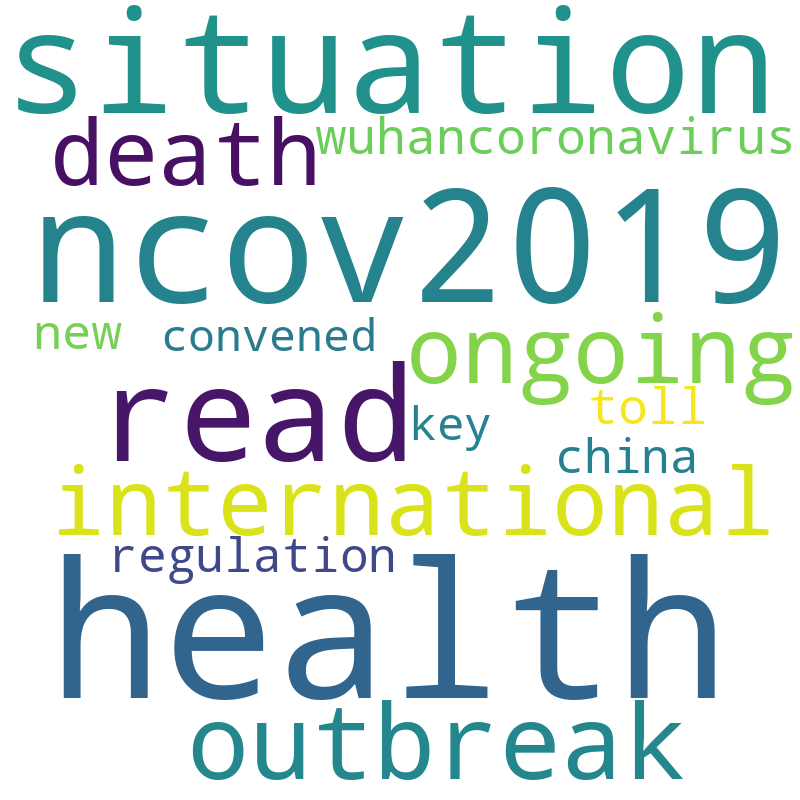 situation
death wuhancoronavirus
ncov2019
new convened ongoing
read key toll
china
international
regulation
health
outbreak